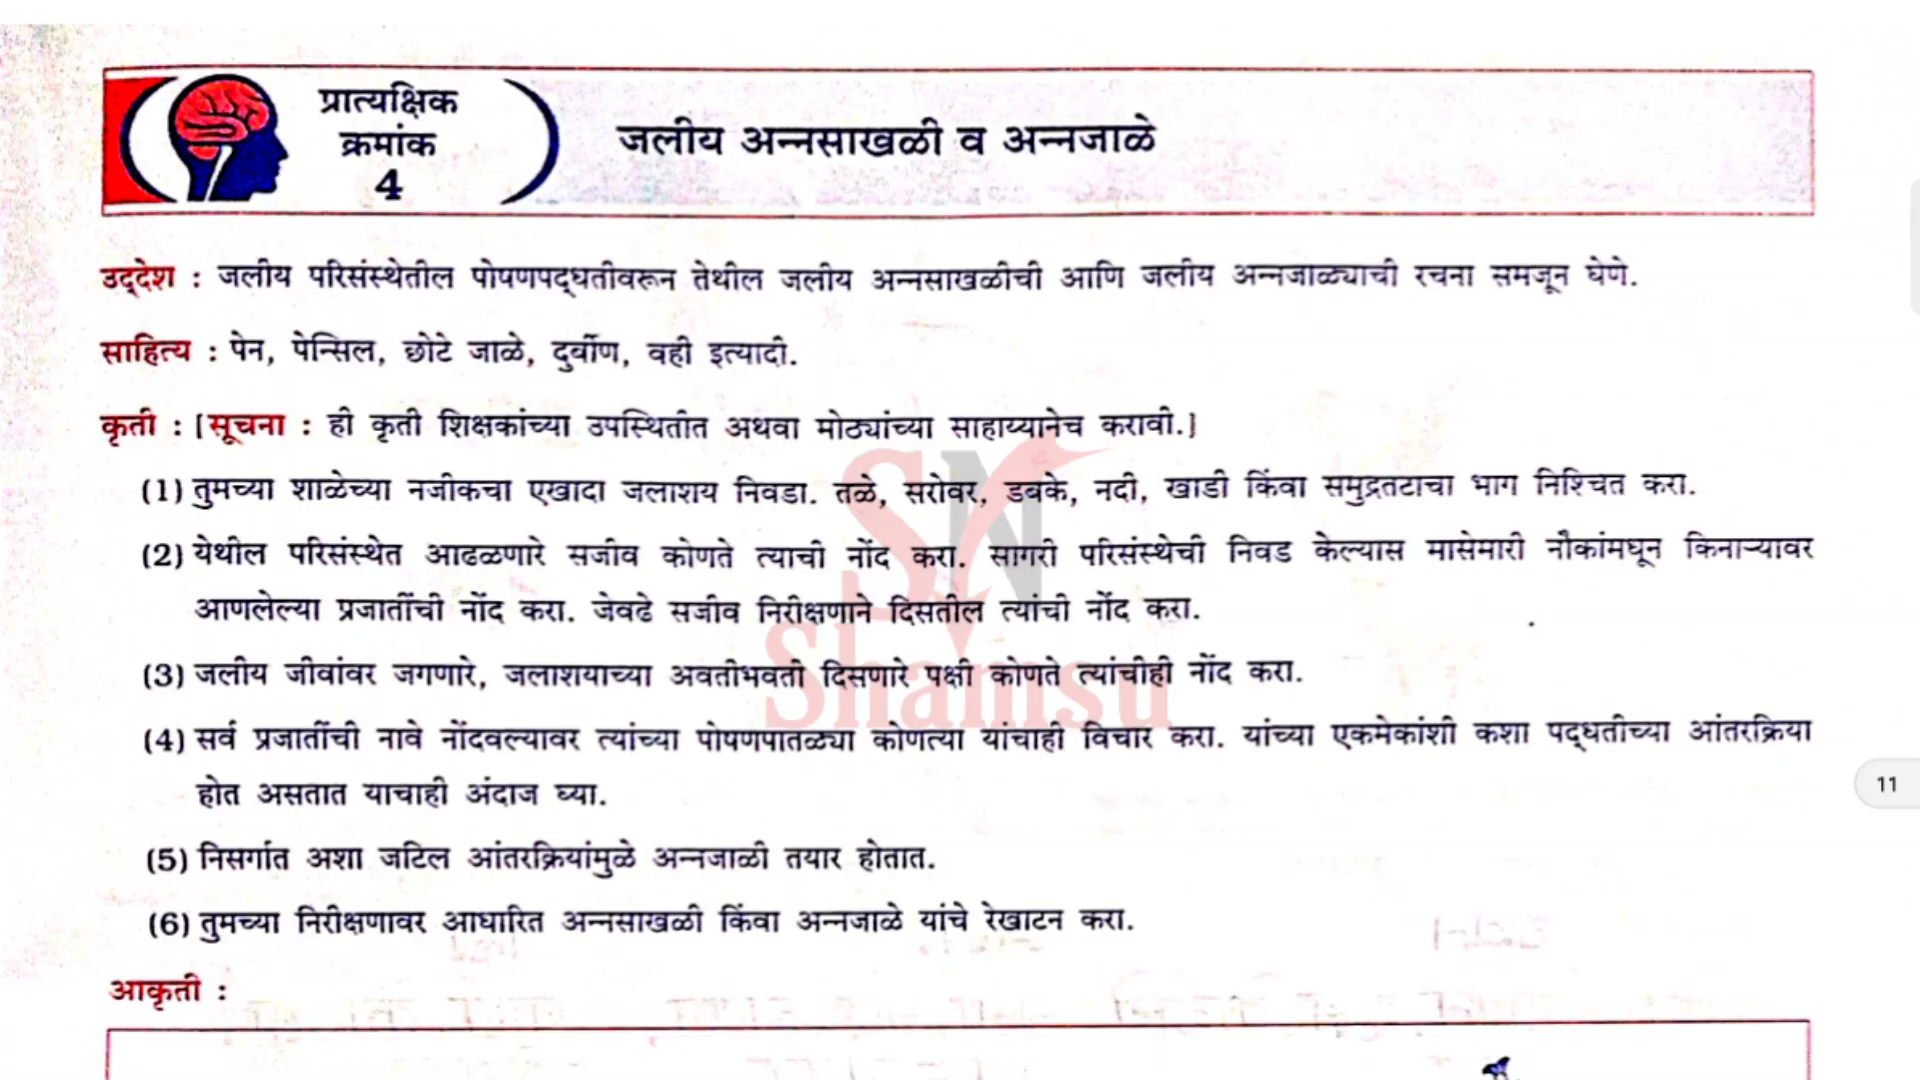 प्रात्यक्षिक
क्रमांक
4
जलीय अन्नसाखळी व अन्नजाळे
उद्देश : जलीय परिसंस्थेतील पोषणपद्धतीवरून तेथील जलीय अन्नसाखळीची आणि जलीय अन्नजाळ्याची रचना समजून घेणे.
साहित्य : पेन, पेन्सिल, छोटे जाळे, दुर्बीण, वही इत्यादी.
कृती : [सूचना : ही कृती शिक्षकांच्या उपस्थितीत अथवा मोठ्यांच्या साहाय्यानेच करावी.]
(1) तुमच्या शाळेच्या नजीकचा एखादा जलाशय निवडा. तळे, सरोवर, डबके, नदी, खाडी किंवा समुद्रतटाचा भाग निश्चित करा.
(2) येथील परिसंस्थेत आढळणारे सजीव कोणते त्याची नोंद करा. सागरी परिसंस्थेची निवड केल्यास मासेमारी नौकांमधून किनाऱ्यावर
आणलेल्या प्रजातींची नोंद करा. जेवढे सजीव निरीक्षणाने दिसतील त्यांची नोंद करा.
(3) जलीय जीवांवर जगणारे, जलाशयाच्या अवतीभवती दिसणारे पक्षी कोणते त्यांचीही नोंद करा.
(4) सर्व प्रजातींची नावे नोंदवल्यावर त्यांच्या पोषणपातळ्या कोणत्या यांचाही विचार करा. यांच्या एकमेकांशी कशा पद्धतीच्या आंतरक्रिया
होत असतात याचाही अंदाज घ्या.
(5) निसर्गात अशा जटिल आंतरक्रियांमुळे अन्नजाळी तयार होतात.
(6) तुमच्या निरीक्षणावर आधारित अन्नसाखळी किंवा अन्नजाळे यांचे रेखाटन करा.
आकृती :
SN
Shamsu
11